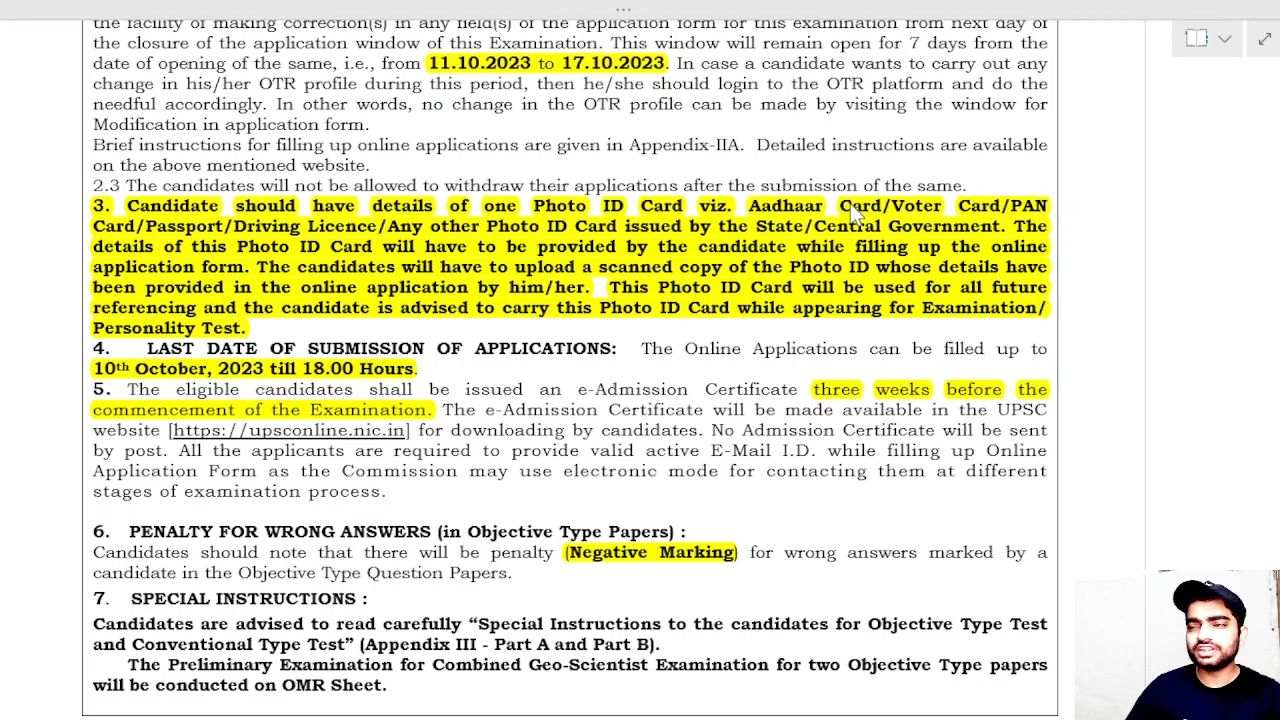 the facility of making correction(s) in any field(s) of the application form for this examination from next day of
the closure of the application window of this Examination. This window will remain open for 7 days from the
date of opening of the same, i.e., from 11.10.2023 to 17.10.2023. In case a candidate wants to carry out any
change in his/her OTR profile during this period, then he/she should login to the OTR platform and do the
needful accordingly. In other words, no change in the OTR profile can be made by visiting the window for
Modification in application form.
Brief instructions for filling up online applications are given in Appendix-IIA. Detailed instructions are available
on the above mentioned website.
2.3 The candidates will not be allowed to withdraw their applications after the submission of the same.
3. Candidate should have details of one Photo ID Card viz. Aadhaar Card/Voter Card/PAN
Card/Passport/Driving Licence/Any other Photo ID Card issued by the State/Central Government. The
details of this Photo ID Card will have to be provided by the candidate while filling up the online
application form. The candidates will have to upload a scanned copy of the Photo ID whose details have
been provided in the online application by him/her. This Photo ID Card will be used for all future
referencing and the candidate is advised to carry this Photo ID Card while appearing for Examination/
Personality Test.
4. LAST DATE OF SUBMISSION OF APPLICATIONS: The Online Applications can be filled up to
10th October, 2023 till 18.00 Hours.
5. The eligible candidates shall be issued an e-Admission Certificate three weeks before the
commencement of the Examination. The e-Admission Certificate will be made available in the UPSC
website [https://upsconline.nic.in] for downloading by candidates. No Admission Certificate will be sent
by post. All the applicants are required to provide valid active E-Mail I.D. while filling up Online
Application Form as the Commission may use electronic mode for contacting them at different
stages of examination process.
6. PENALTY FOR WRONG ANSWERS (in Objective Type Papers) :
Candidates should note that there will be penalty (Negative Marking) for wrong answers marked by a
candidate in the Objective Type Question Papers.
7. SPECIAL INSTRUCTIONS :
Candidates are advised to read carefully “Special Instructions to the candidates for Objective Type Test
and Conventional Type Test” (Appendix III - Part A and Part B).
The Preliminary Examination for Combined Geo-Scientist Examination for two Objective Type papers
will be conducted on OMR Sheet.